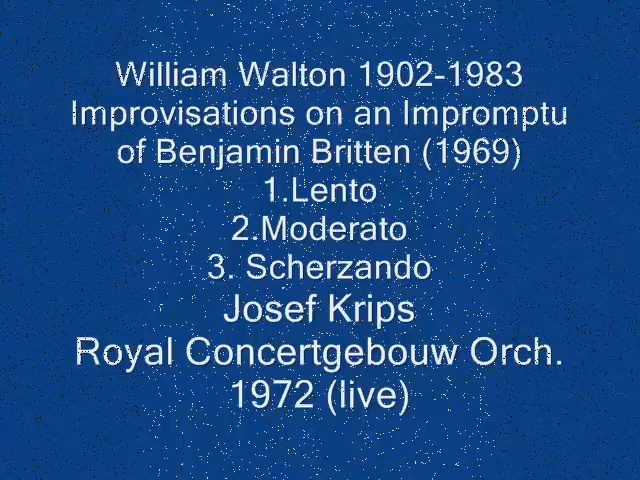 William Walton 1902-1983
Improvisations on an Impromptu
of Benjamin Britten (1969)
1.Lento
2.Moderato
3. Scherzando
Josef Krips
Royal Concertgebouw Orch.
1972 (live)